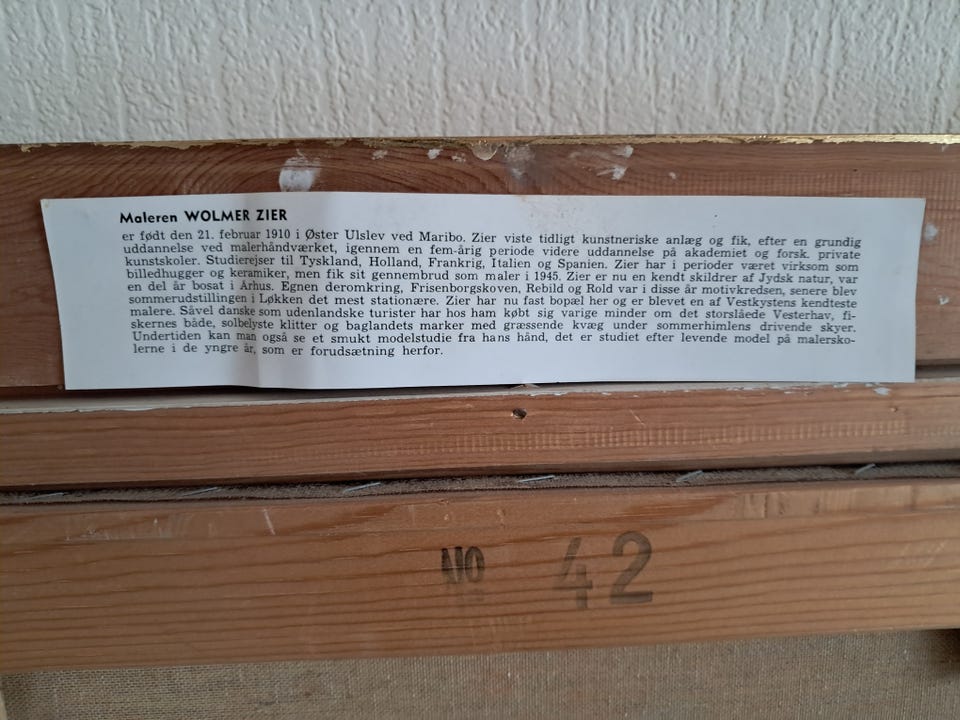 Maleren WOLMER ZIER
er født den 21. februar 1910 i Øster Ulslev ved Maribo. Zier viste tidligt kunstneriske anlæg og fik, efter en grundig
uddannelse ved malerhåndværket, igennem en fem-årig periode videre uddannelse på akademiet og forsk. private
kunstskoler. Studierejser til Tyskland, Holland, Frankrig, Italien og Spanien. Zier har i perioder været virksom som
billedhugger og keramiker, men fik sit gennembrud som maler i 1945. Zier er nu en kendt skildrer af Jydsk natur, var
en del år bosat i Århus. Egnen deromkring, Frisenborgskoven, Rebild og Rold var i disse år motivkredsen, senere blev
sommerudstillingen i Løkken det mest stationære. Zier har nu fast bopæl her og er blevet en af Vestkystens kendteste
malere. Såvel danske som udenlandske turister har hos ham købt sig varige minder om det storslåede Vesterhav, fi-
skernes både, solbelyste klitter og baglandets marker med græssende kvæg under sommerhimlens drivende skyer.
Undertiden kan man også se et smukt modelstudie fra hans hånd, det er studiet efter levende model på malersko-
lerne i de yngre år, som er forudsætning herfor.
NO 42